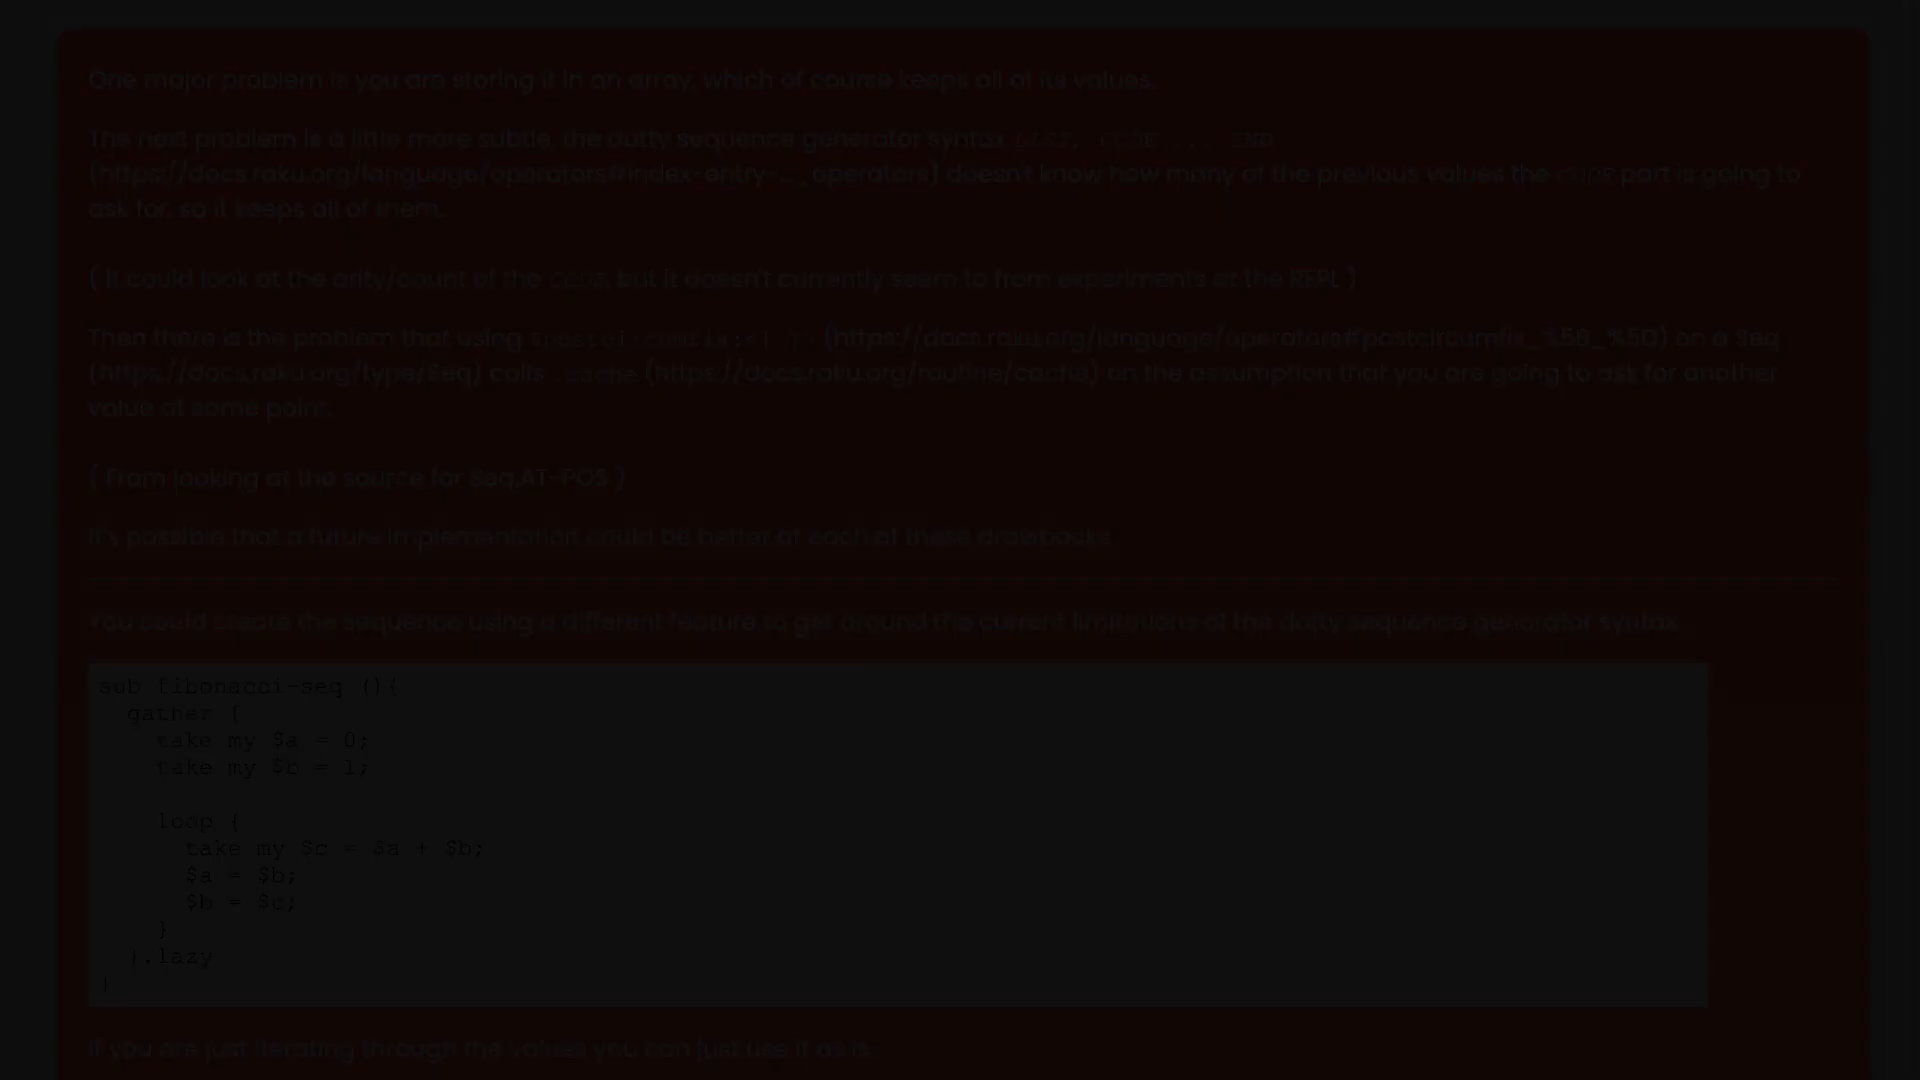 One major problem is you are storing it in an array, which of course keeps all of its values.
The next problem is a little more subtle, the dotty sequence generator syntax LIST, CODE ... END
(https://docs.raku.org/language/operators#index-entry-..._operators) doesn't know how many of the previous values the CODE part is going to
ask for, so it keeps all of them.
( It could look at the arity/count of the CODE, but it doesn't currently seem to from experiments at the REPL )
Then there is the problem that using &postcircumfix:<[ ]> (https://docs.raku.org/language/operators#postcircumfix_%5B_%5D) on a Seq
(https://docs.raku.org/type/Seq) calls .cache (https://docs.raku.org/routine/cache) on the assumption that you are going to ask for another
value at some point.
( From looking at the source for Seq.AT-POS )
It's possible that a future implementation could be better at each of these drawbacks.
You could create the sequence using a different feature to get around the current limitations of the dotty sequence generator syntax.
sub fibonacci-seq (){
gather {
take my $a = 0;
take my $b = 1;
loop {
take my $c = $a + $b;
$a = $b;
$b = $c;
}
}.lazy
}
If you are just iterating through the values you can just use it as is.